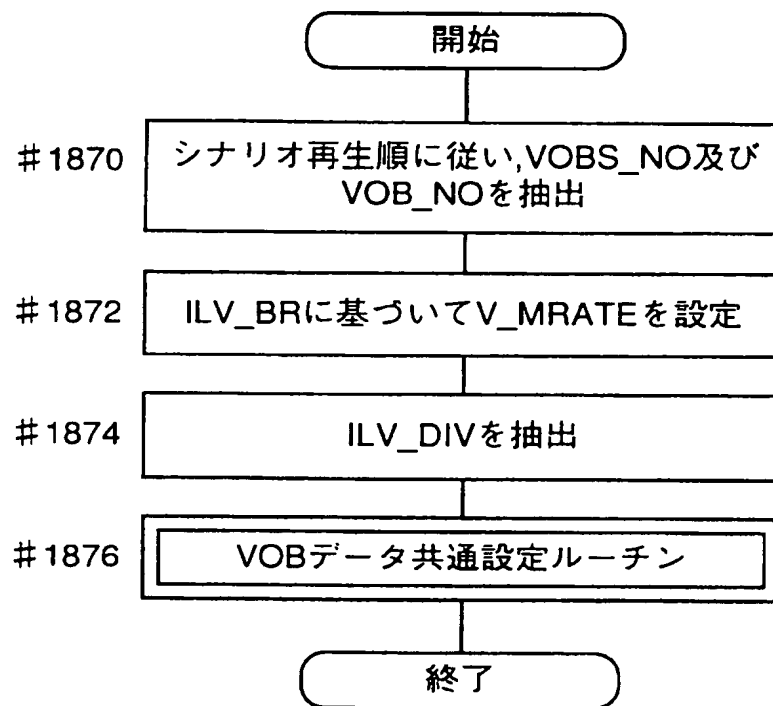 開始
#1870
シナリオ再生順に従い,VOBS_NO及び
VOB_NOを抽出
#1872
ILV_BRに基づいてV_MRATEを設定
#1874
ILV_DIVを抽出
#1876
VOBデータ共通設定ルーチン
終了